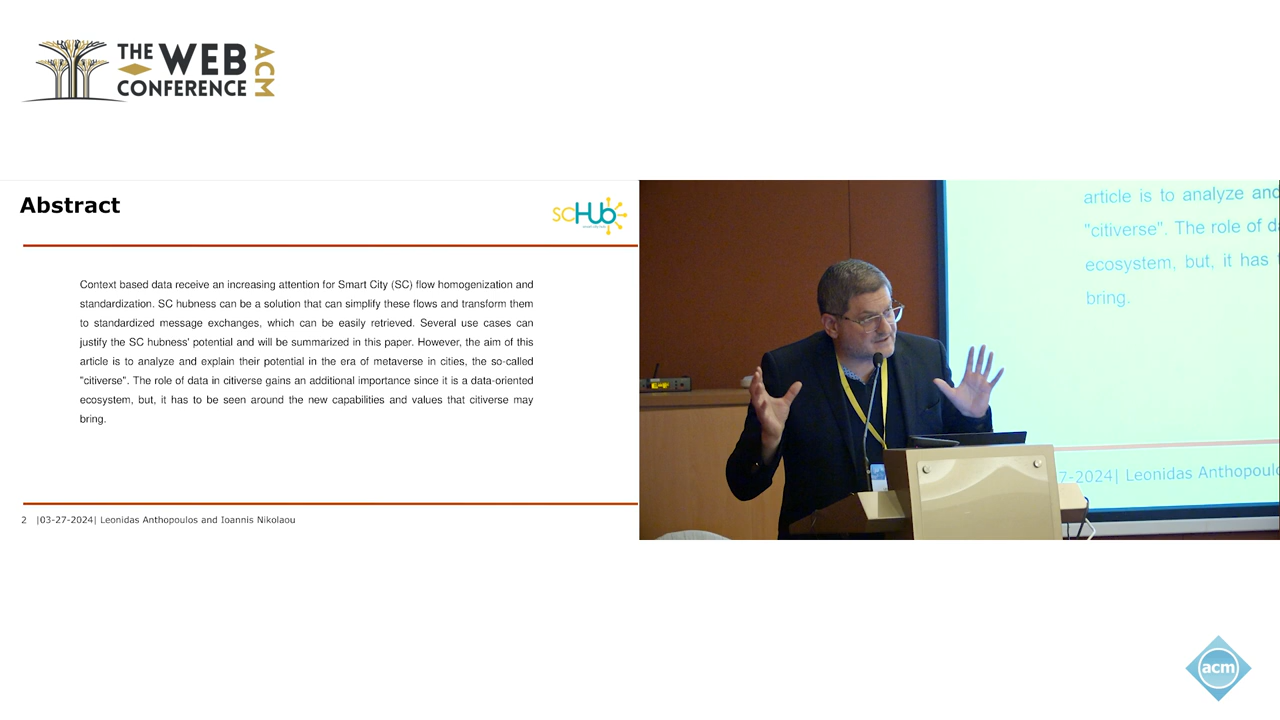 THE WEB
CONFERENCE
ACM
Abstract
scHub
Context based data receive an increasing attention for Smart City (SC) flow homogenization and
standardization. SC hubness can be a solution that can simplify these flows and transform them
to standardized message exchanges, which can be easily retrieved. Several use cases can
justify the SC hubness' potential and will be summarized in this paper. However, the aim of this
article is to analyze and explain their potential in the era of metaverse in cities, the so-called
"citiverse". The role of data in citiverse gains an additional importance since it is a data-oriented
ecosystem, but, it has to be seen around the new capabilities and values that citiverse may
bring.
2 |03-27-2024| Leonidas Anthopoulos and Ioannis Nikolaou
article is to analyze and
"citiverse". The role of d
ecosystem, but, it has
bring.
7-2024| Leonidas Anthopoulo
acm